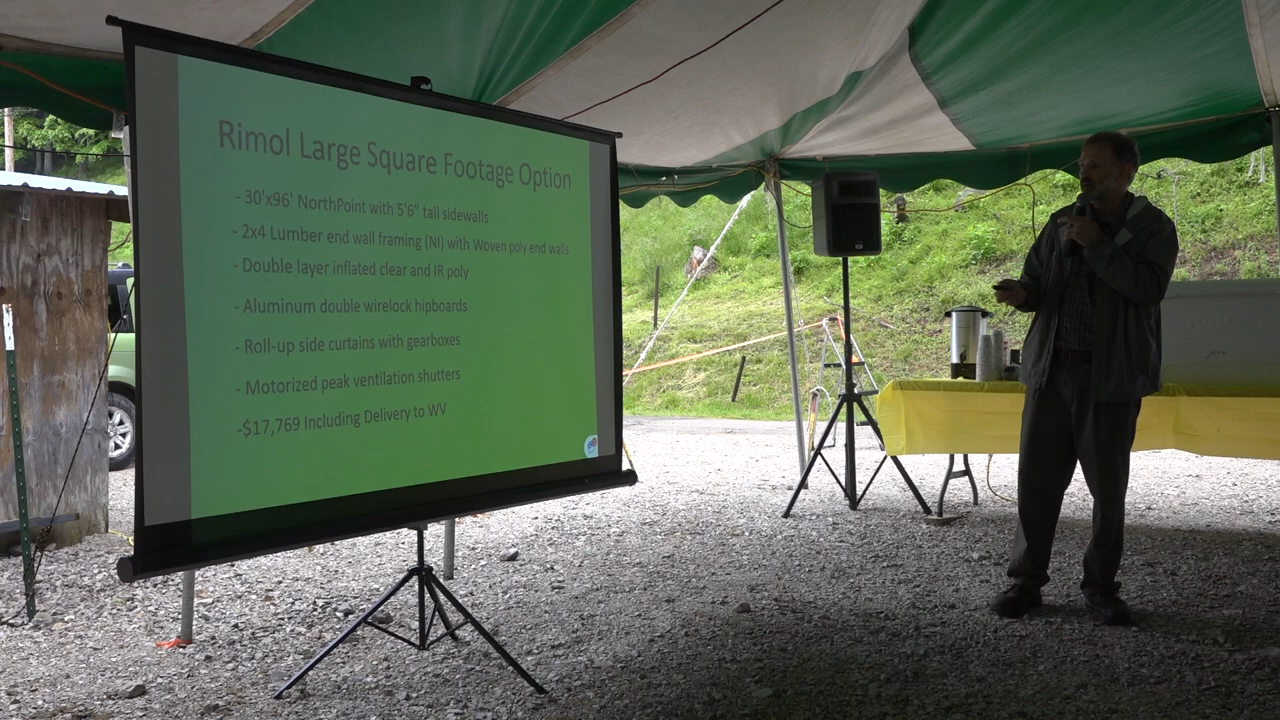 Rimol Large Square Footage Option
- 30'x96' NorthPoint with 5'6" tall sidewalls
- 2x4 Lumber end wall framing (NI) with Woven poly end walls
- Double layer inflated clear and IR poly
- Aluminum double wirelock hipboards
- Roll-up side curtains with gearboxes
- Motorized peak ventilation shutters
-$17,769 Including Delivery to WV